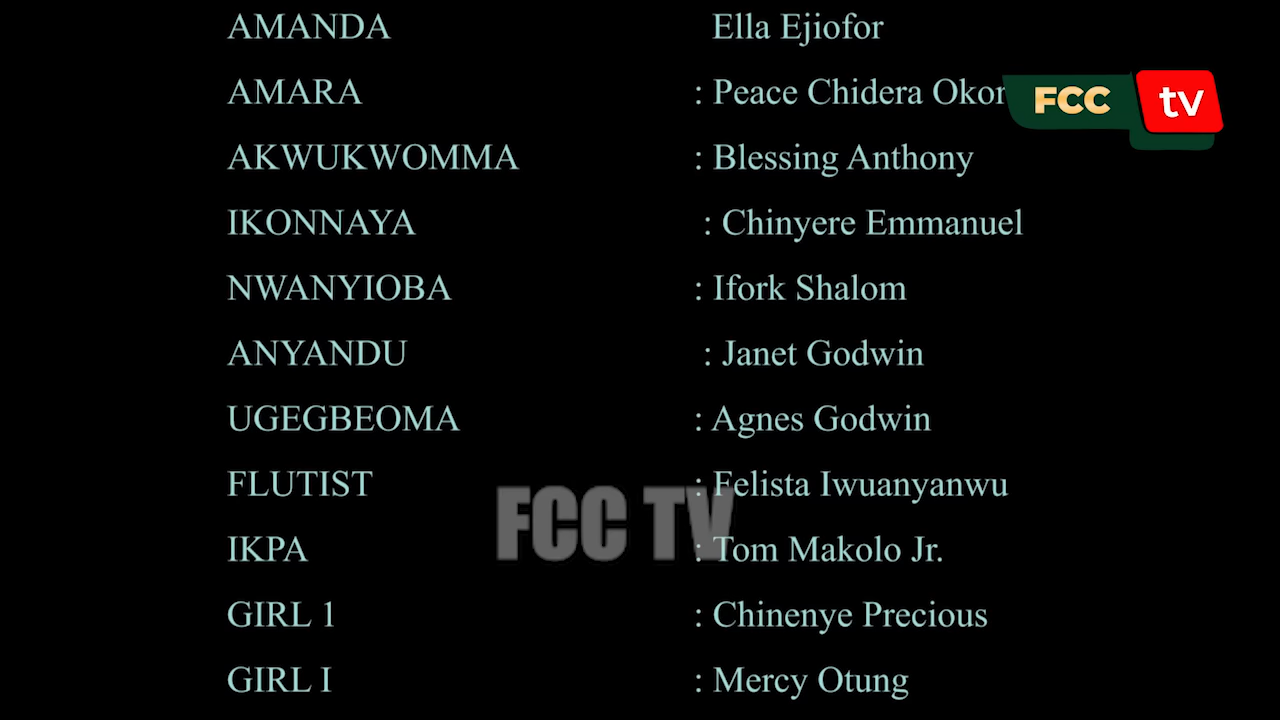 AMANDA Ella Ejiofor
AMARA : Peace Chidera
AKWUKWOMMA : Blessing Anthony
IKONNAYA : Chinyere Emmanuel
NWANYIOBA : Ifork Shalom
ANYANDU : Janet Godwin
UGEGBEOMA : Agnes Godwin
FLUTIST : Felista Iwuanyanwu
IKPA : Tom Makolo Jr.
GIRL 1 : Chinenye Precious
GIRL I : Mercy Otung
FCC tv
FCC TV